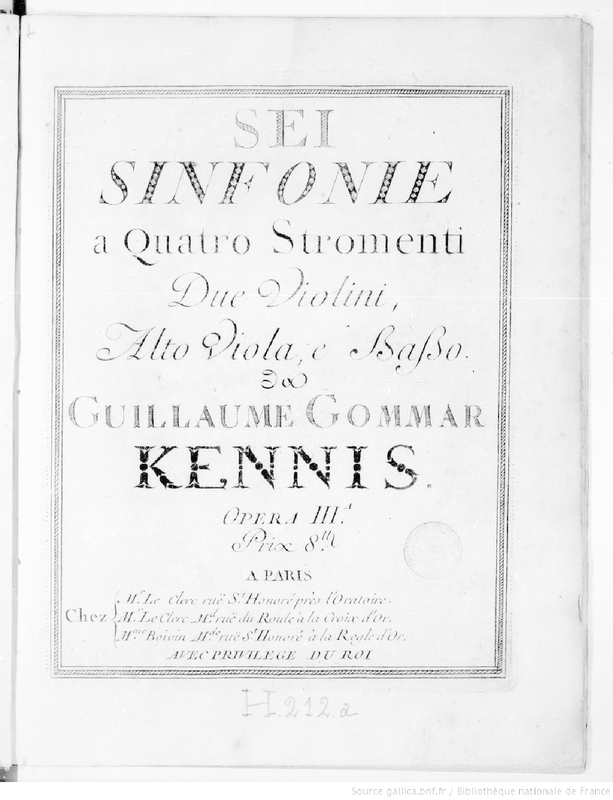 SEI
SINFONIE
a Quatro Stromenti
Due Violini,
Alto Viola, e Baßo.
Da
GUILLAUME GOMMAR
KENNIS.
OPERA III.ᴬ
Prix 8.ᵗᵗ
A PARIS
Chez
M.ʳ Le Clerc ruë S.ᵗ Honoré près l'Oratoire.
M.ʳ Le Clerc M.ᵈ ruë du Roule à la Croix d'Or.
M.ᵐᵉ Boivin M.ᵈᵉ ruë S.ᵗ Honoré à la Regle d'Or.
AVEC PRIVILEGE DU ROI
H.212.a
Source gallica.bnf.fr / Bibliothèque nationale de France